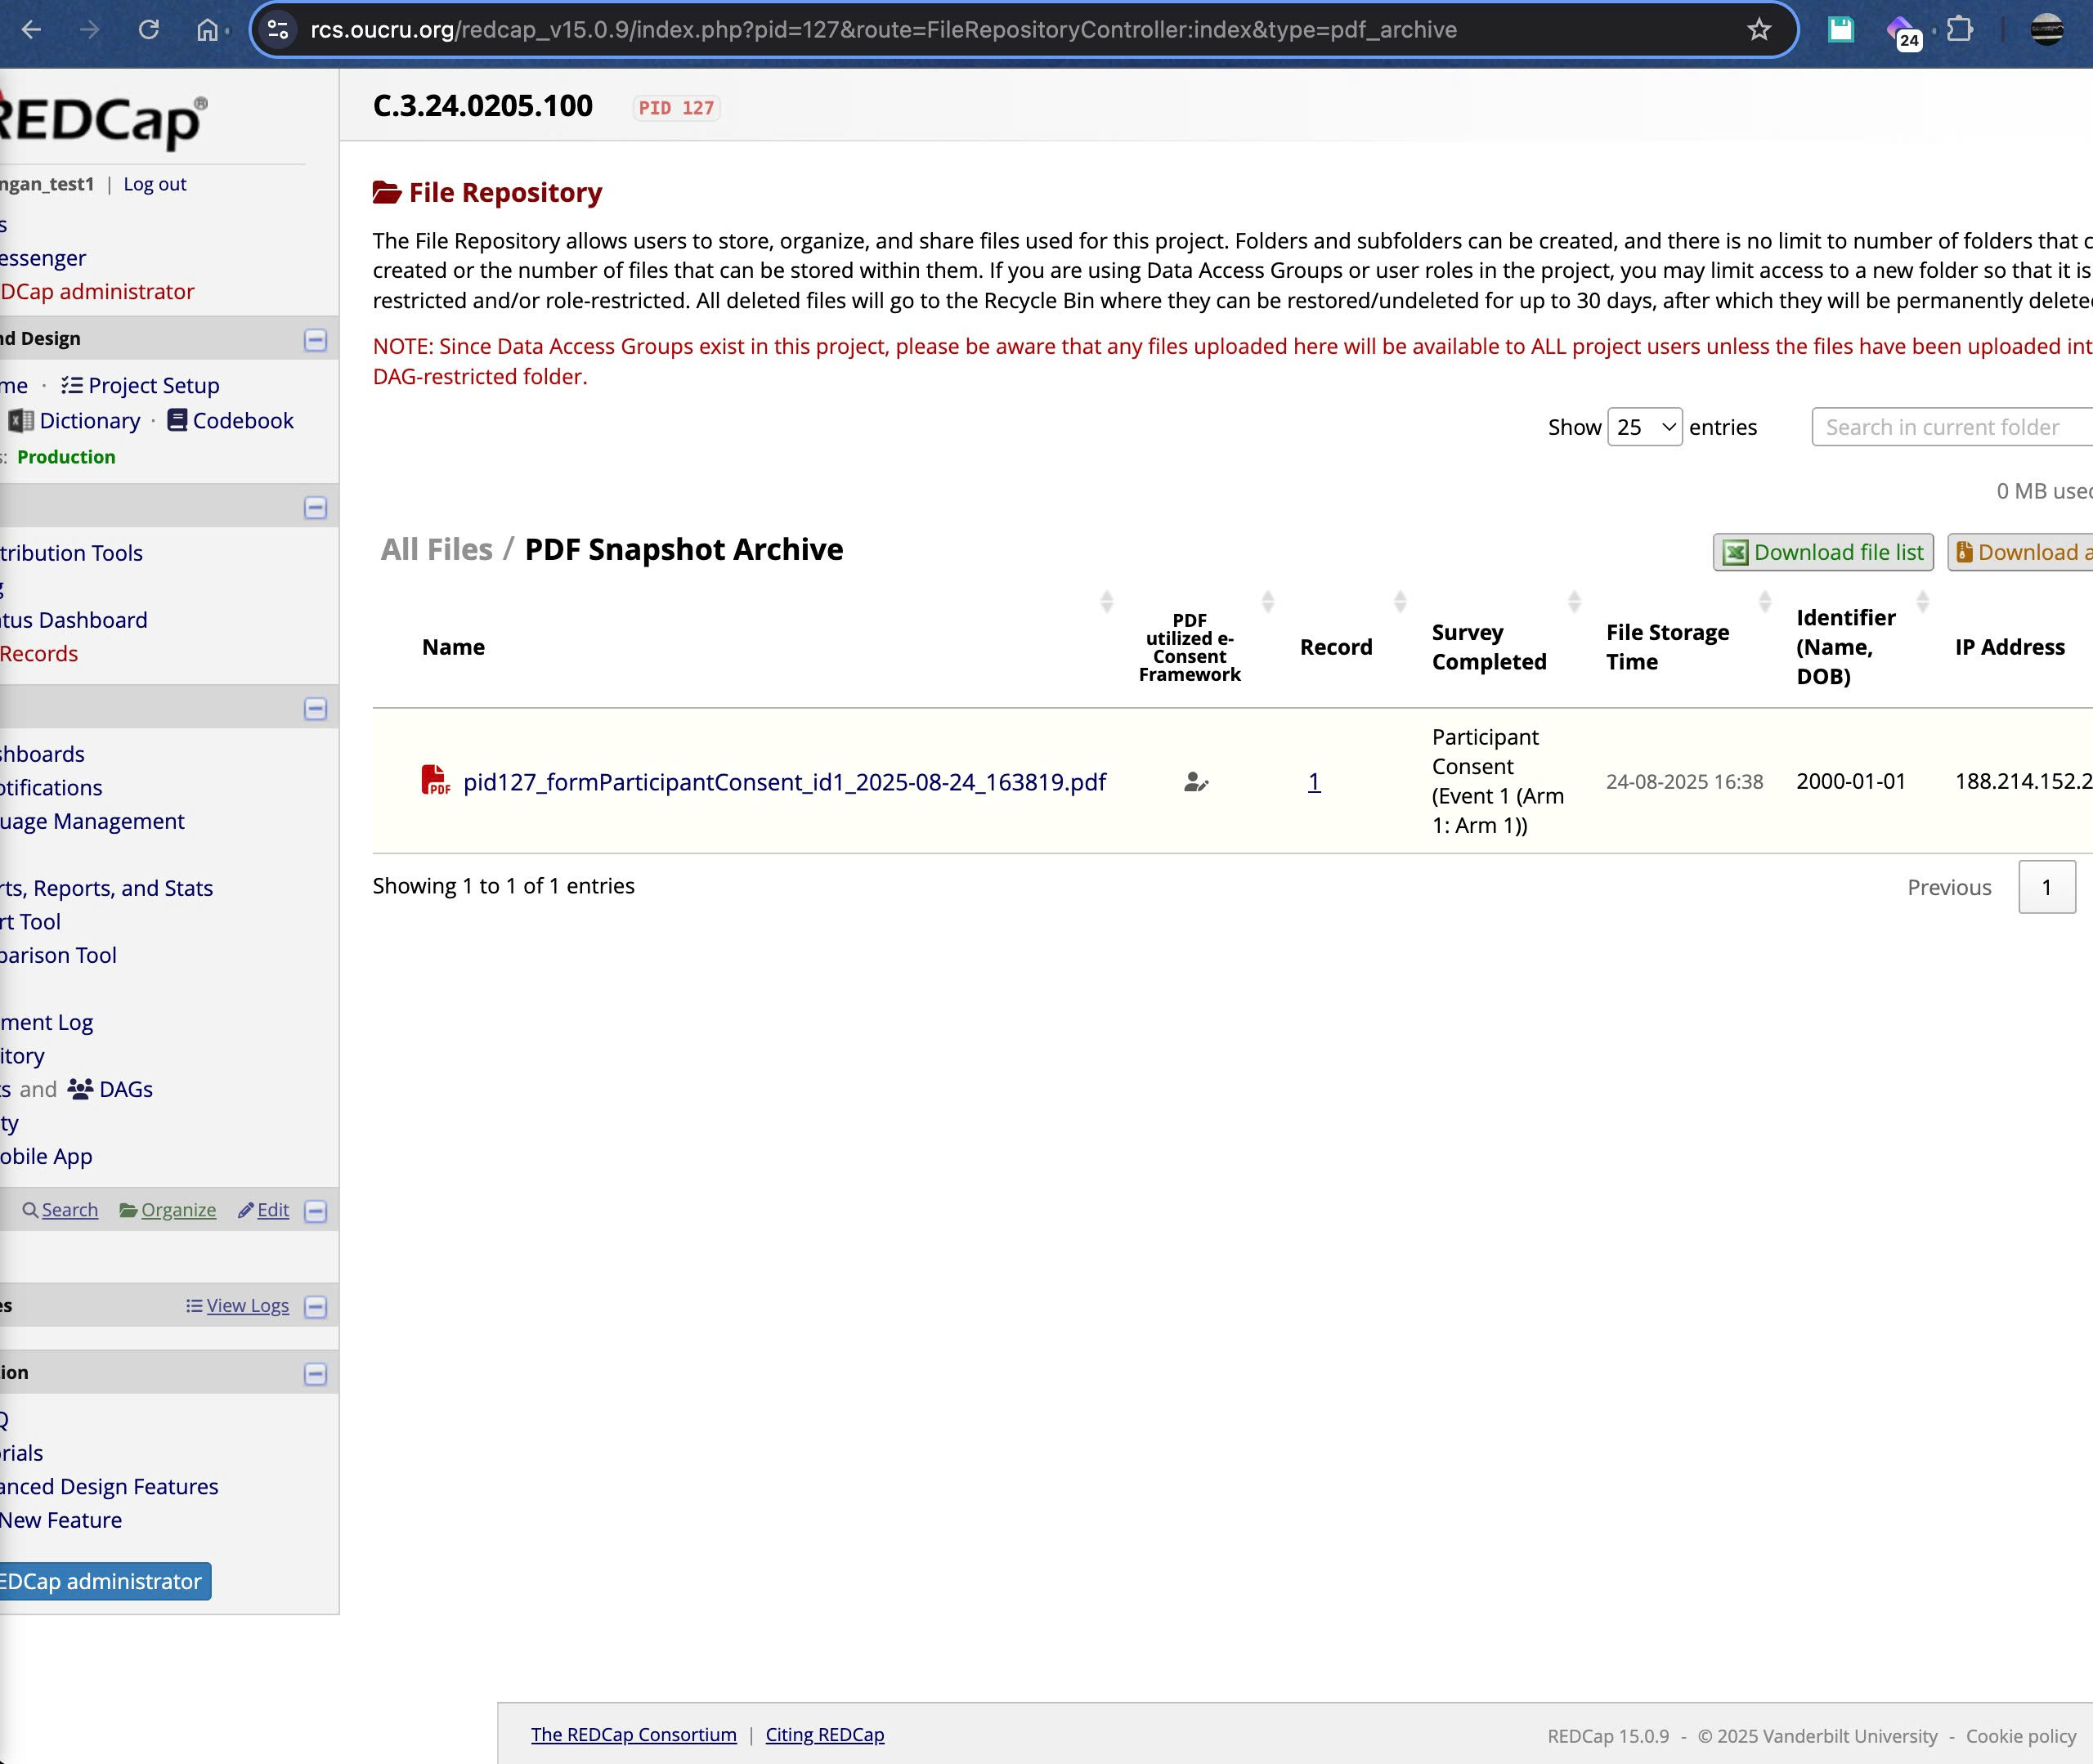 rcs.oucru.org/redcap_v15.0.9/index.php?pid=127&route=FileRepositoryController:index&type=pdf_archive
24
REDCap®
ngan_test1 | Log out
s
essenger
DCap administrator
nd Design
me · Project Setup
Dictionary · Codebook
s: Production
tribution Tools
g
tus Dashboard
Records
shboards
otifications
uage Management
rts, Reports, and Stats
rt Tool
parison Tool
ment Log
itory
ts and DAGs
ty
obile App
Search Organize Edit
es View Logs
ion
Q
rials
anced Design Features
New Feature
EDCap administrator
C.3.24.0205.100 PID 127
File Repository
The File Repository allows users to store, organize, and share files used for this project. Folders and subfolders can be created, and there is no limit to number of folders that c
created or the number of files that can be stored within them. If you are using Data Access Groups or user roles in the project, you may limit access to a new folder so that it is
restricted and/or role-restricted. All deleted files will go to the Recycle Bin where they can be restored/undeleted for up to 30 days, after which they will be permanently delete
NOTE: Since Data Access Groups exist in this project, please be aware that any files uploaded here will be available to ALL project users unless the files have been uploaded int
DAG-restricted folder.
Show 25 entries Search in current folder
0 MB used
All Files / PDF Snapshot Archive
Download file list Download a
Name
PDF
utilized e-
Consent
Framework
Record
Survey
Completed
File Storage
Time
Identifier
(Name,
DOB)
IP Address
pid127_formParticipantConsent_id1_2025-08-24_163819.pdf
1
Participant
Consent
(Event 1 (Arm
1: Arm 1))
24-08-2025 16:38
2000-01-01
188.214.152.2
Showing 1 to 1 of 1 entries
Previous 1
The REDCap Consortium | Citing REDCap
REDCap 15.0.9 - © 2025 Vanderbilt University - Cookie policy